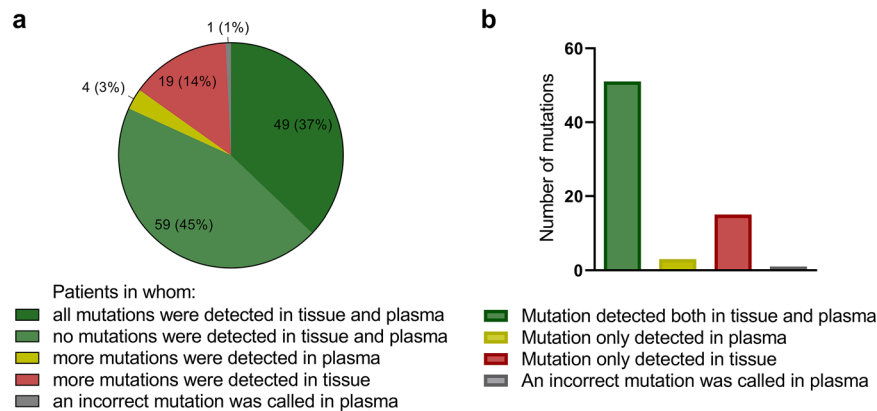 a
1 (1%)
4 (3%)
19 (14%)
49 (37%)
59 (45%)
Patients in whom:
all mutations were detected in tissue and plasma
no mutations were detected in tissue and plasma
more mutations were detected in plasma
more mutations were detected in tissue
an incorrect mutation was called in plasma
b
Number of mutations
60
40
20
0
Mutation detected both in tissue and plasma
Mutation only detected in plasma
Mutation only detected in tissue
An incorrect mutation was called in plasma